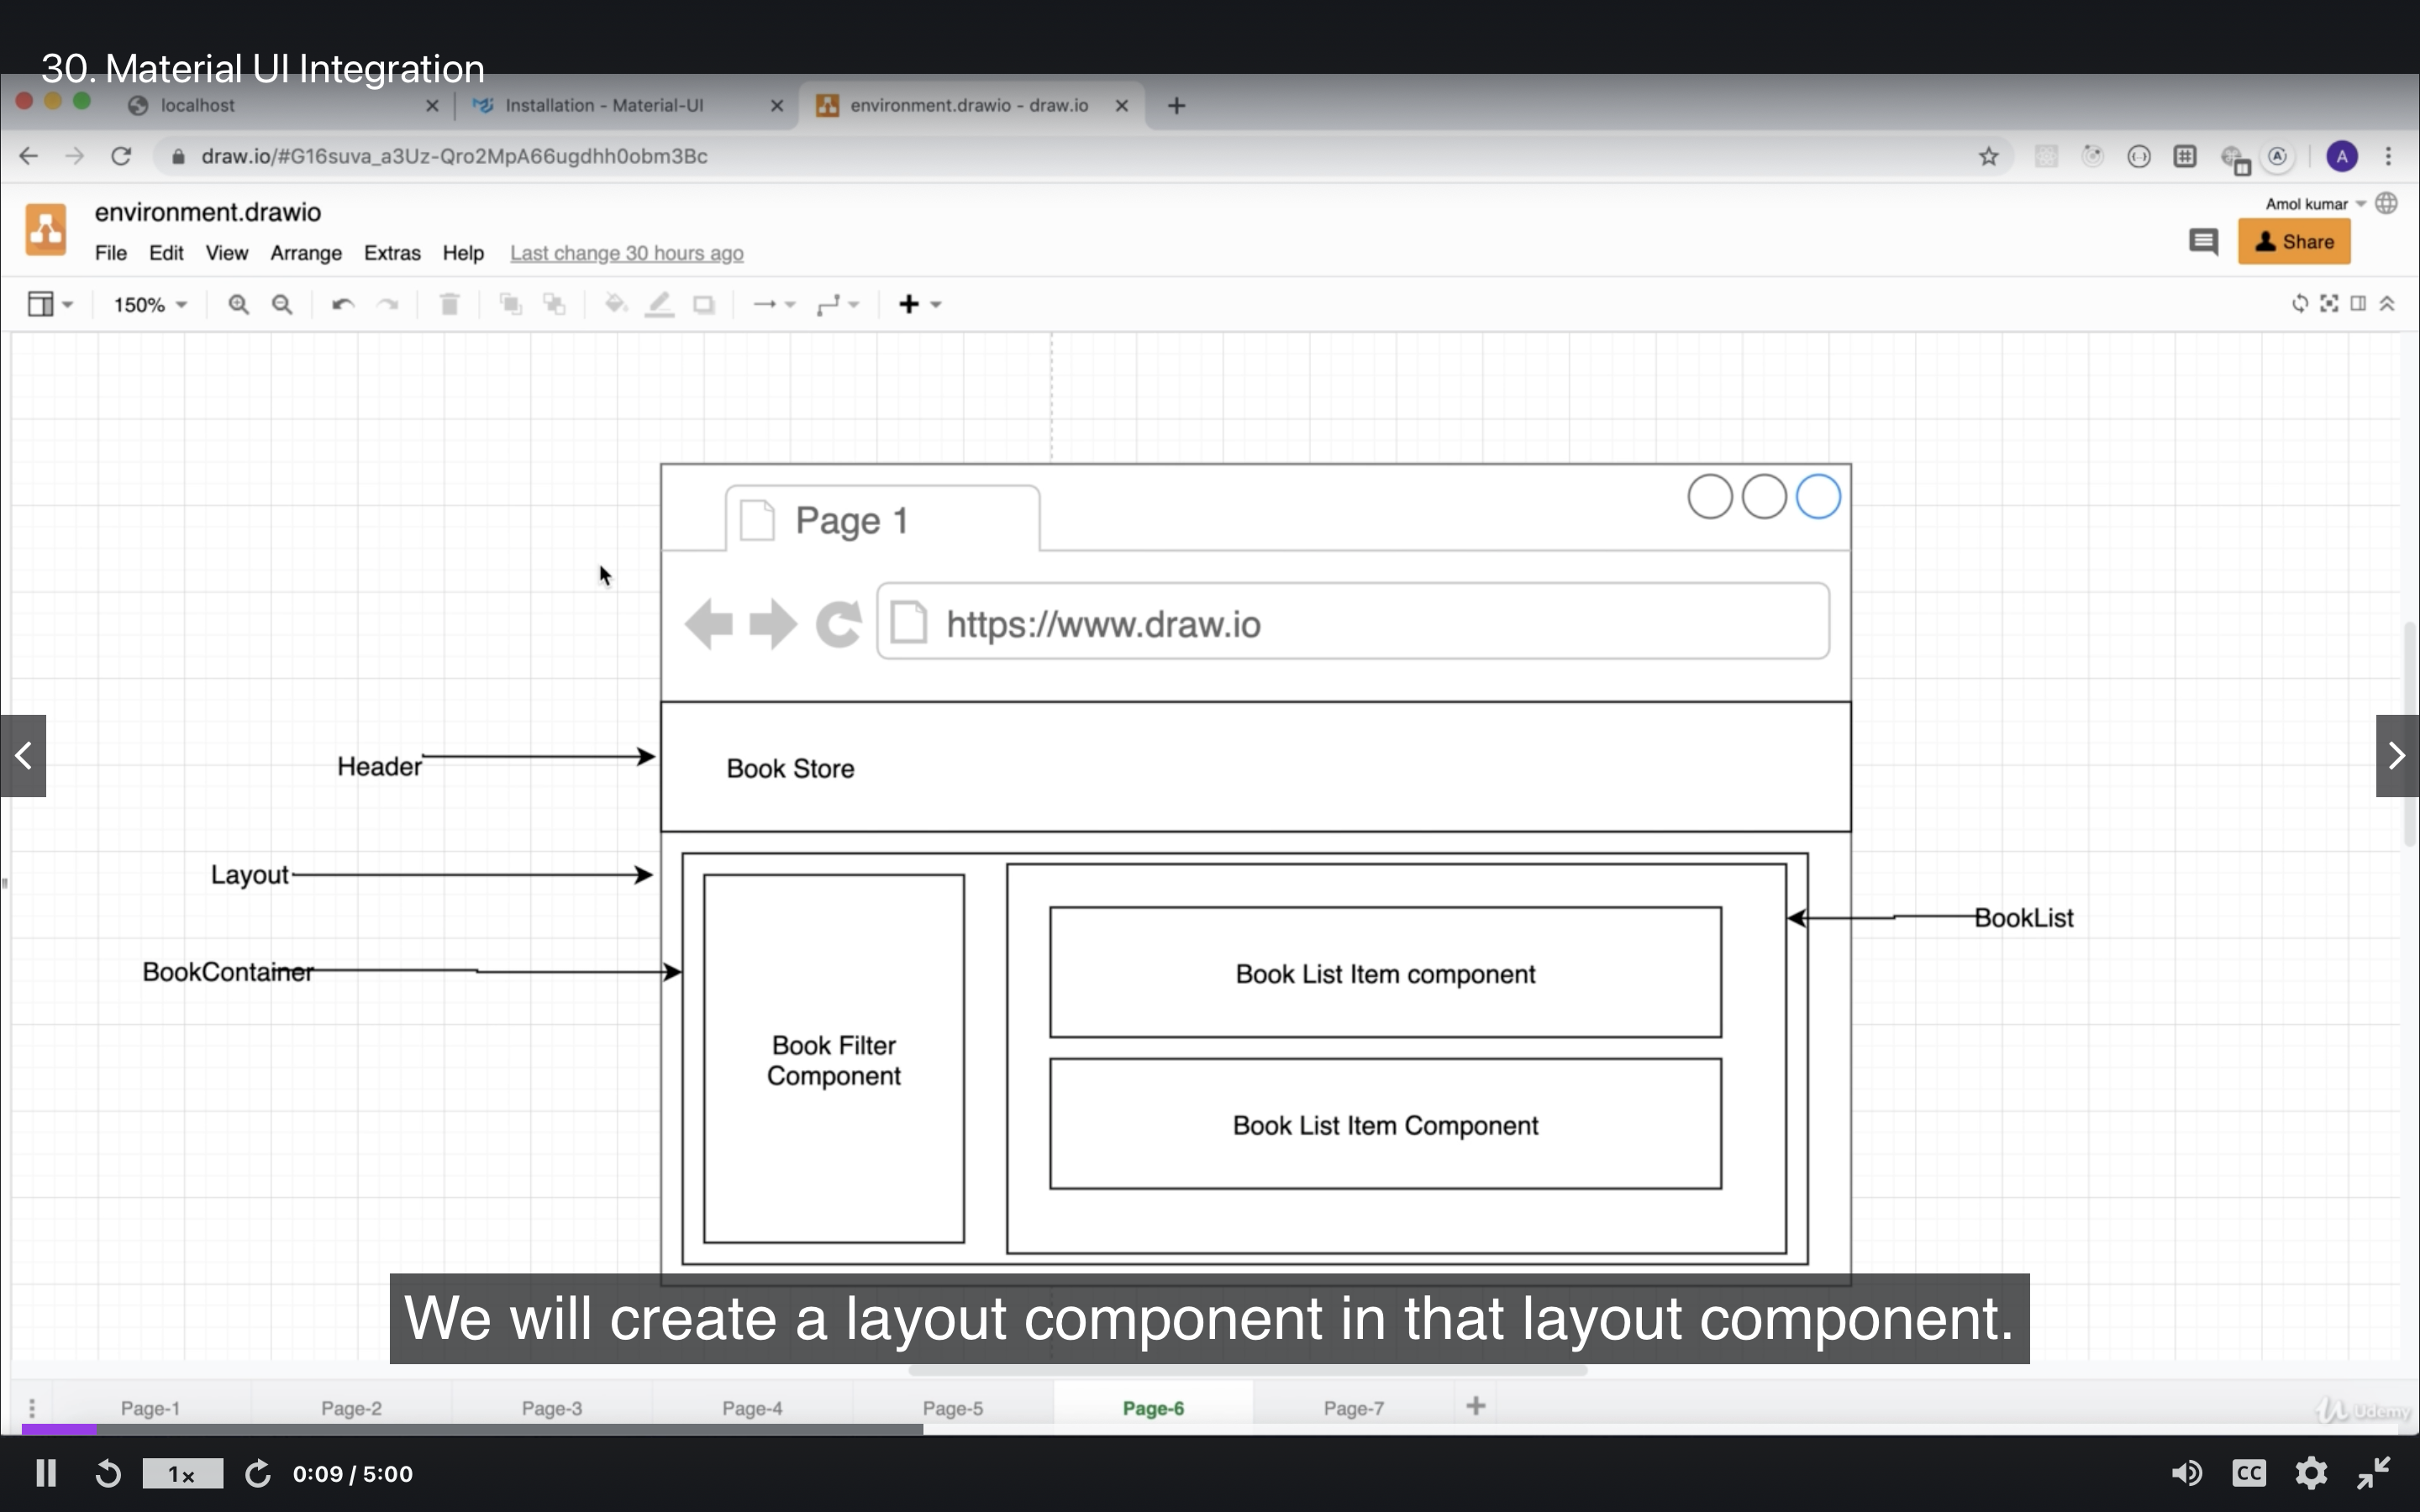 30. Material UI Integration
localhost
Installation - Material-UI
environment.drawio - draw.io
draw.io/#G16suva_a3Uz-Qro2MpA66ugdhh0obm3Bc
A
A
environment.drawio
Amol kumar
File Edit View Arrange Extras Help Last change 30 hours ago
Share
150%
Page 1
https://www.draw.io
Header
Book Store
Layout
BookList
BookContainer
Book List Item component
Book Filter
Component
Book List Item Component
We will create a layout component in that layout component.
Page-1 Page-2 Page-3 Page-4 Page-5 Page-6 Page-7
Udemy
1x
0:09 / 5:00
CC